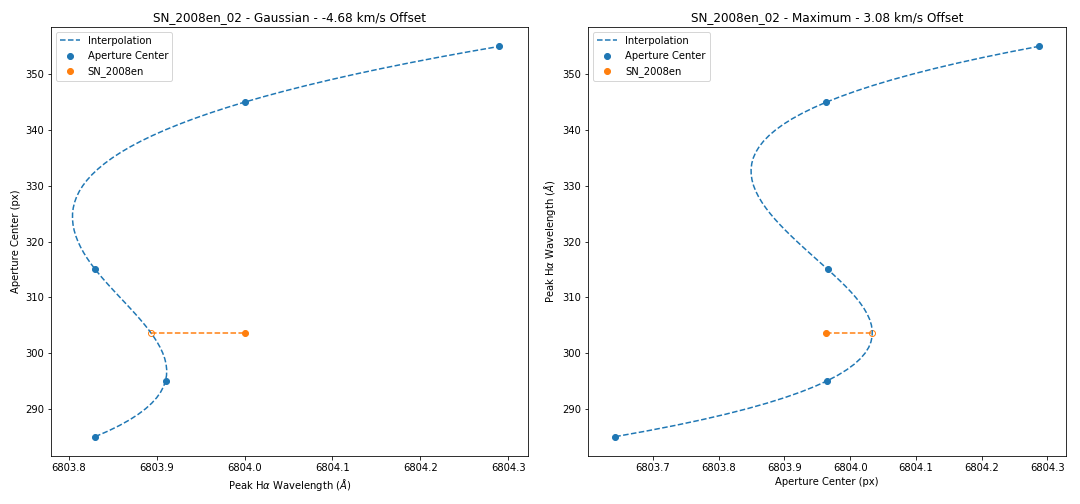 SN_2008en_02 - Gaussian - -4.68 km/s Offset
Interpolation
Aperture Center
SN_2008en
Aperture Center (px)
350
340
330
320
310
300
290
6803.8
6803.9
6804.0
6804.1
6804.2
6804.3
Peak Hα Wavelength (Å)
SN_2008en_02 - Maximum - 3.08 km/s Offset
Interpolation
Aperture Center
SN_2008en
Peak Hα Wavelength (Å)
350
340
330
320
310
300
290
6803.7
6803.8
6803.9
6804.0
6804.1
6804.2
6804.3
Aperture Center (px)